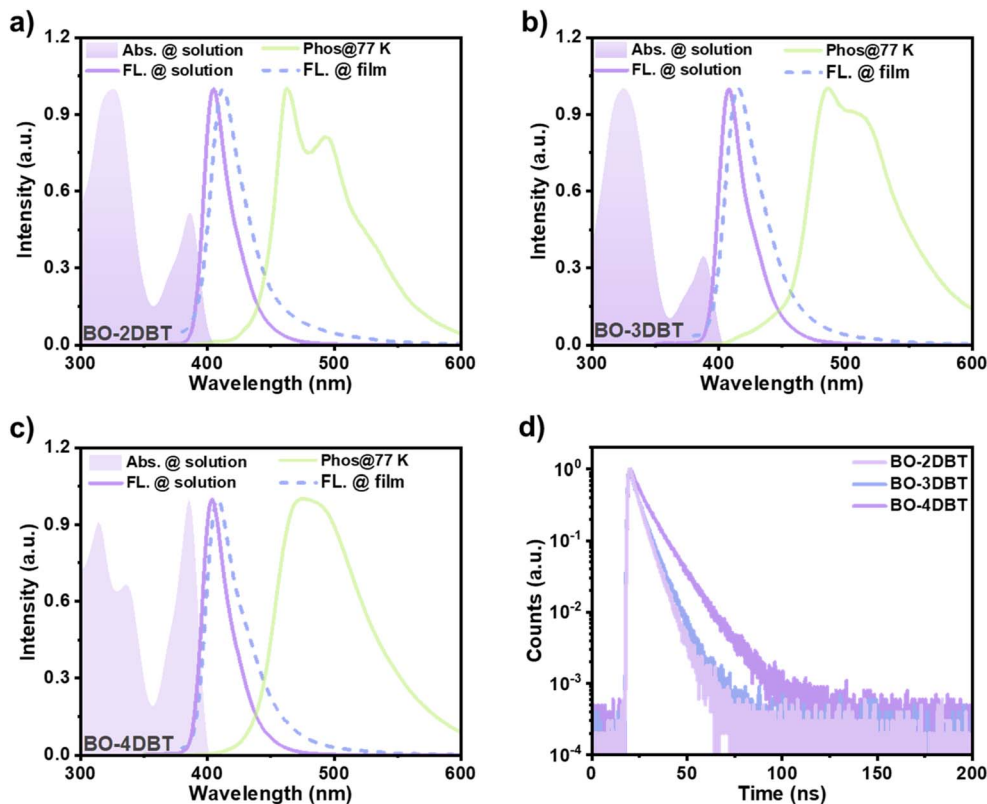 a)
Abs. @ solution
Phos@77 K
FL. @ solution
FL. @ film
Intensity (a.u.)
1.2
0.9
0.6
0.3
0.0
BO-2DBT
300 400 500 600
Wavelength (nm)
b)
Abs. @ solution
Phos@77 K
FL. @ solution
FL. @ film
Intensity (a.u.)
1.2
0.9
0.6
0.3
0.0
BO-3DBT
300 400 500 600
Wavelength (nm)
c)
Abs. @ solution
Phos@77 K
FL. @ solution
FL. @ film
Intensity (a.u.)
1.2
0.9
0.6
0.3
0.0
BO-4DBT
300 400 500 600
Wavelength (nm)
d)
BO-2DBT
BO-3DBT
BO-4DBT
Counts (a.u.)
10⁰
10⁻¹
10⁻²
10⁻³
10⁻⁴
0 50 100 150 200
Time (ns)